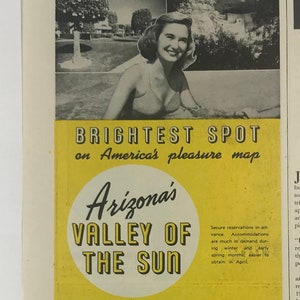 BRIGHTEST SPOT
on America's pleasure map
Arizona's
VALLEY OF
THE SUN
Secure reservations in ad-
vance. Accommodations
are much in demand dur-
ing winter and early
spring months, easier to
obtain in April.
J